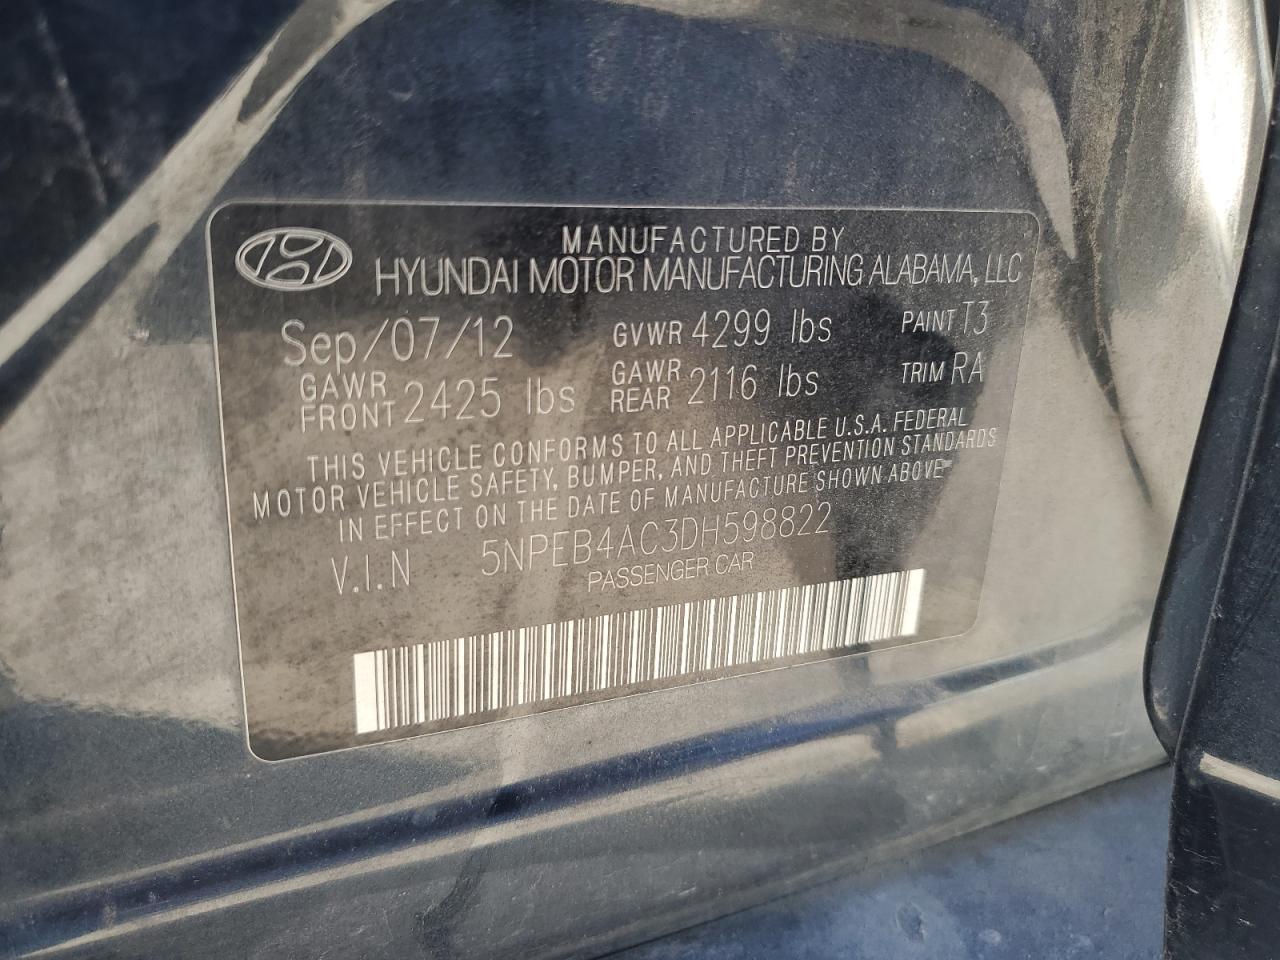 MANUFACTURED BY
HYUNDAI MOTOR MANUFACTURING ALABAMA, LLC
Sep/07/12 GVWR 4299 lbs PAINT T3
GAWR FRONT 2425 lbs GAWR REAR 2116 lbs TRIM RA
THIS VEHICLE CONFORMS TO ALL APPLICABLE U.S.A. FEDERAL
MOTOR VEHICLE SAFETY, BUMPER, AND THEFT PREVENTION STANDARDS
IN EFFECT ON THE DATE OF MANUFACTURE SHOWN ABOVE
V.I.N 5NPEB4AC3DH598822
PASSENGER CAR